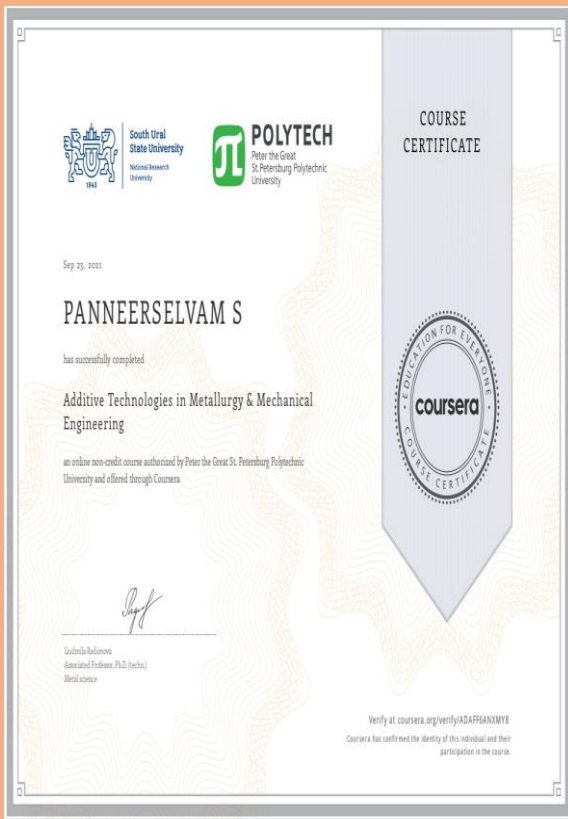 South Ural
State University
National Research
University
1943
POLYTECH
Peter the Great
St.Petersburg Polytechnic
University
COURSE
CERTIFICATE
Sep 23, 2021
PANNEERSELVAM S
has successfully completed
Additive Technologies in Metallurgy & Mechanical
Engineering
an online non-credit course authorized by Peter the Great St. Petersburg Polytechnic
University and offered through Coursera
EDUCATION FOR EVERYONE
coursera
COURSE CERTIFICATE
Liudmila Radionova
Associated Professor, Ph.D. (techn.)
Metal science
Verify at coursera.org/verify/ADAFF6ANXMY8
Coursera has confirmed the identity of this individual and their
participation in the course.